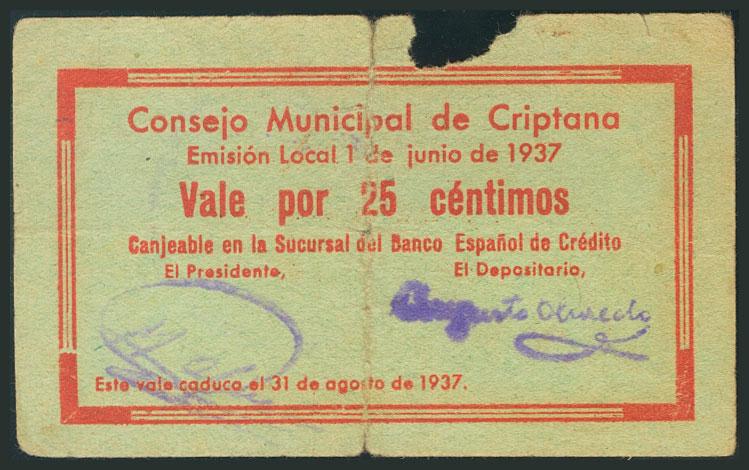 Consejo Municipal de Criptana
Emisión Local 1 de junio de 1937
Vale por 25 céntimos
Canjeable en la Sucursal del Banco Español de Crédito
El Presidente, El Depositario,
Augusto
Este vale caduca el 31 de agosto de 1937.